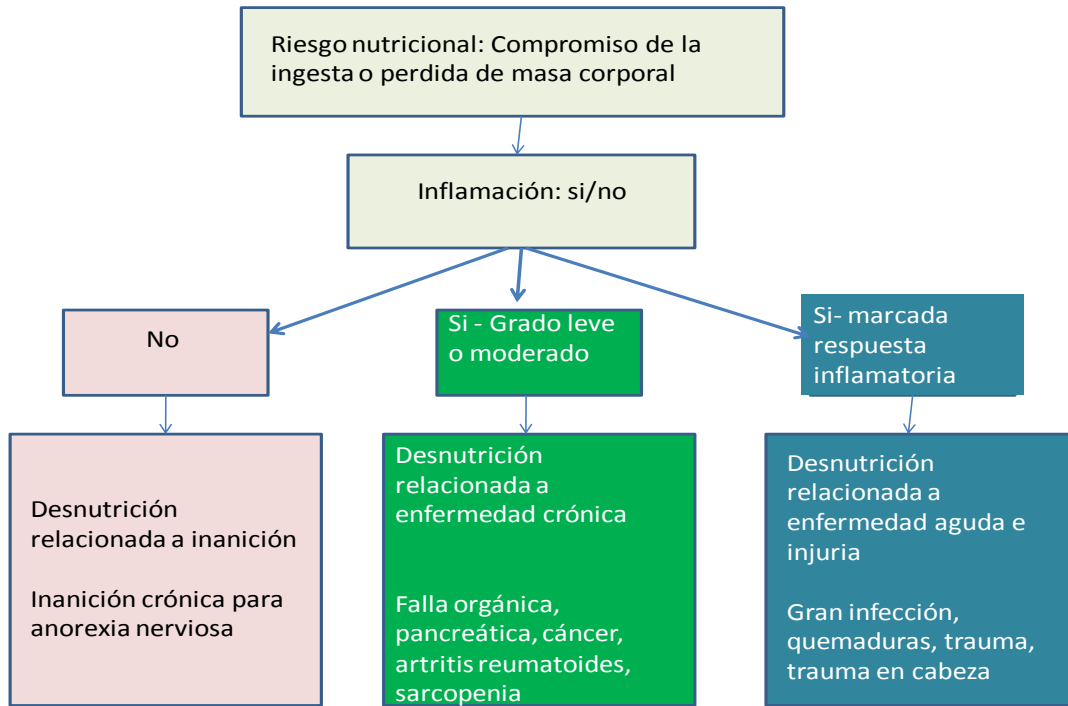 Riesgo nutricional: Compromiso de la
ingesta o perdida de masa corporal
Inflamación: si/no
No
Si - Grado leve
o moderado
Si- marcada
respuesta
inflamatoria
Desnutrición
relacionada a inanición
Inanición crónica para
anorexia nerviosa
Desnutrición
relacionada a
enfermedad crónica
Falla orgánica,
pancreática, cáncer,
artritis reumatoides,
sarcopenia
Desnutrición
relacionada a
enfermedad aguda e
injuria
Gran infección,
quemaduras, trauma,
trauma en cabeza